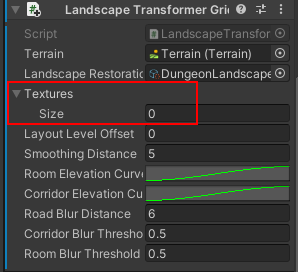 Landscape Transformer Grid
Script LandscapeTransfor
Terrain Terrain (Terrain)
Landscape Restoratio DungeonLandscape
Textures
Size 0
Layout Level Offset 0
Smoothing Distance 5
Room Elevation Curve
Corridor Elevation Cu
Road Blur Distance 6
Corridor Blur Thresho 0.5
Room Blur Threshold 0.5